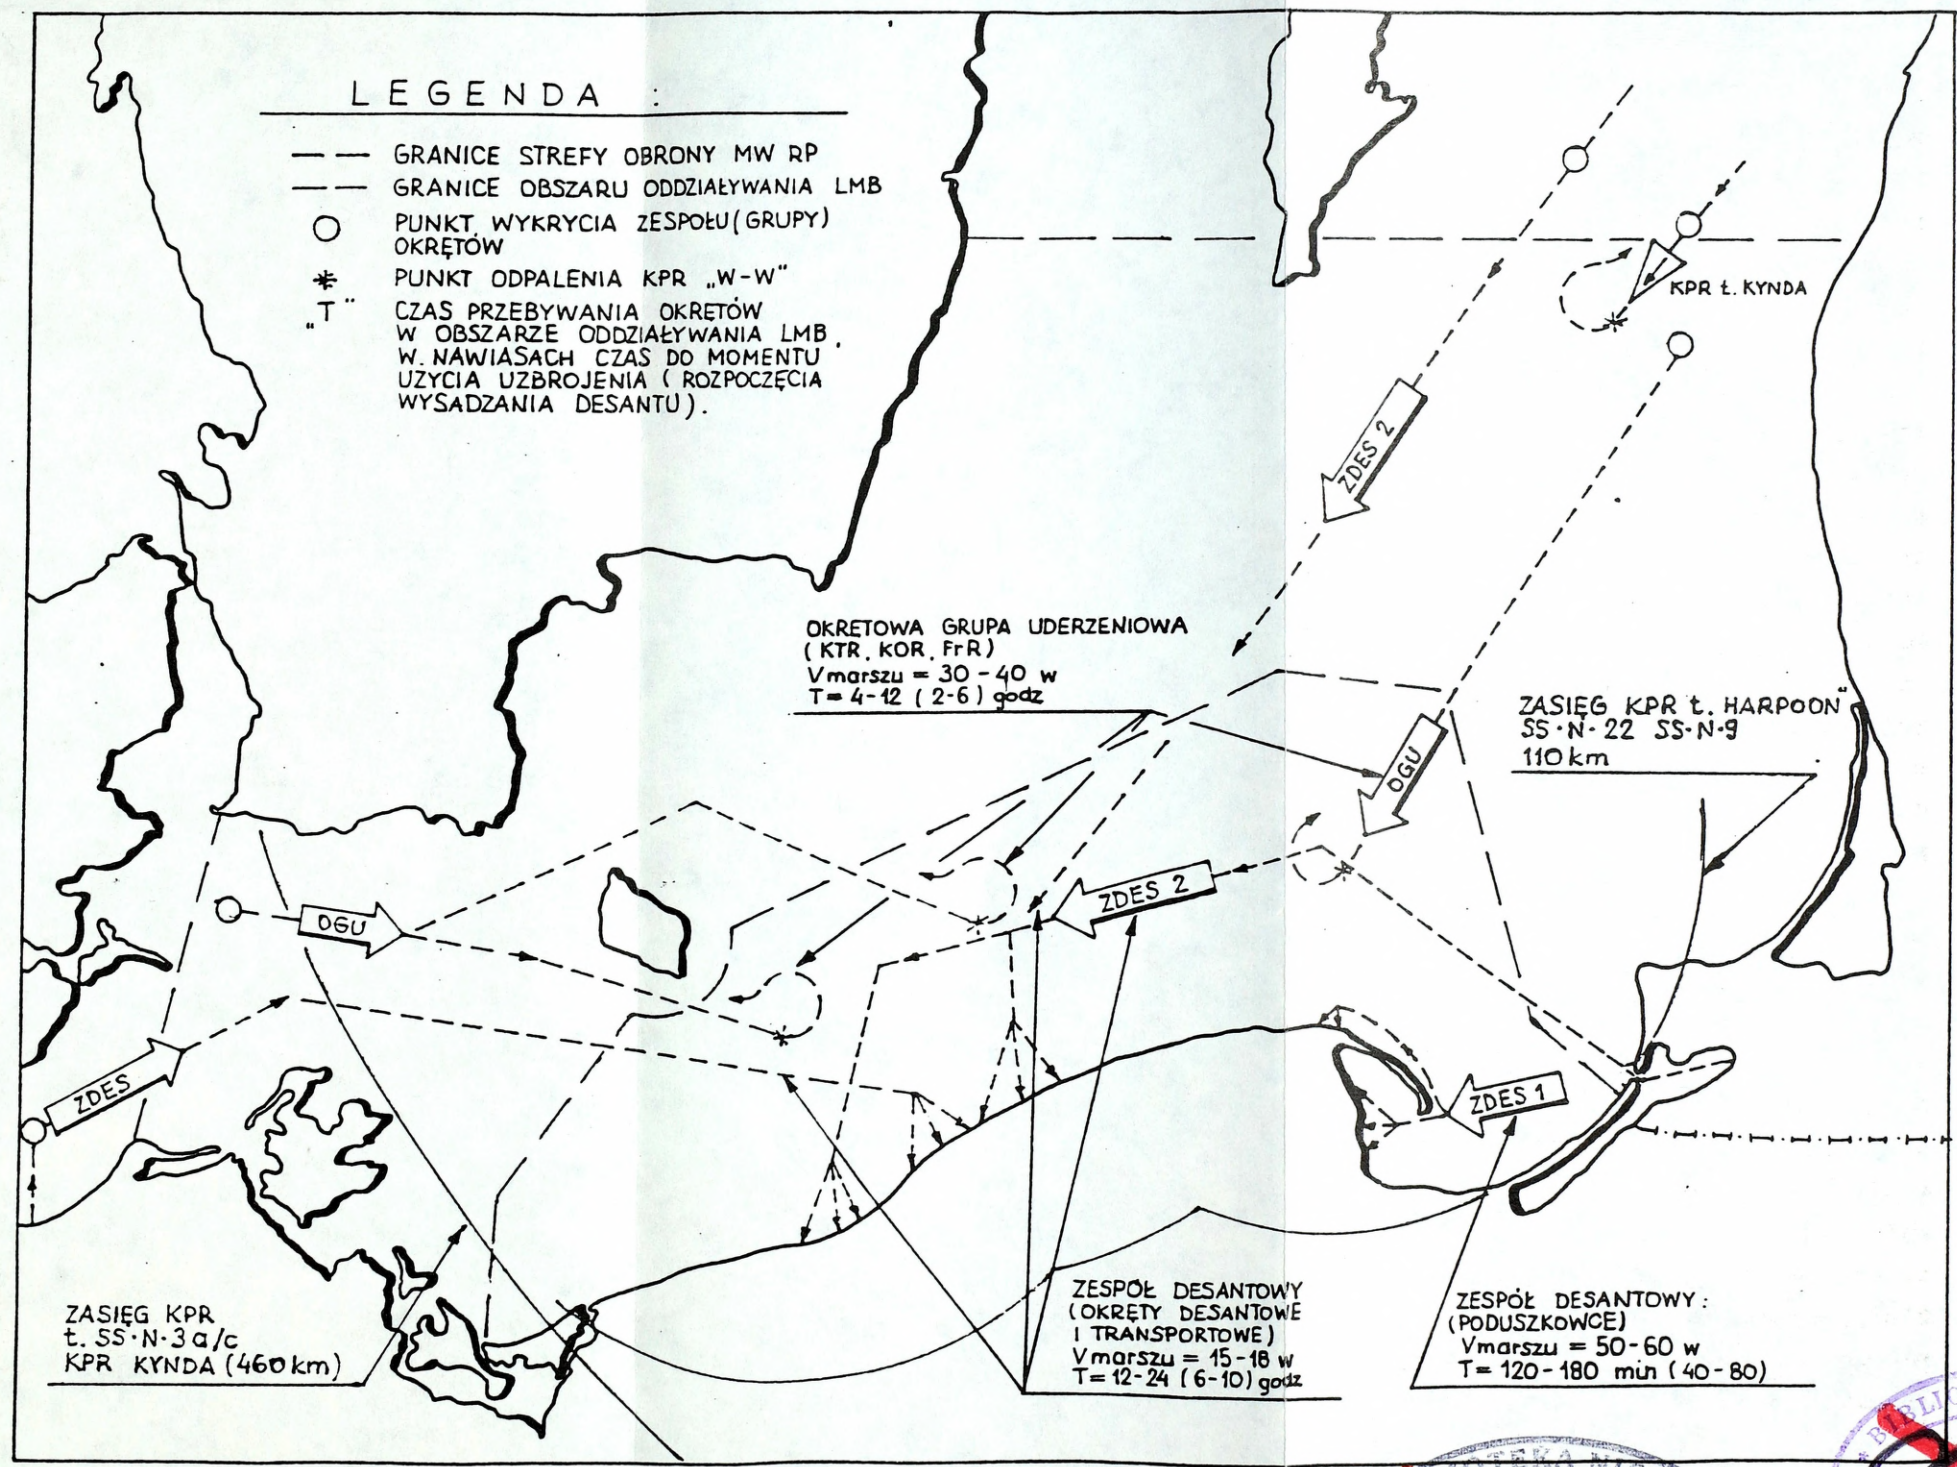 LEGENDA :
GRANICE STREFY OBRONY MW RP
GRANICE OBSZARU ODDZIAŁYWANIA LMB
PUNKT WYKRYCIA ZESPOŁU (GRUPY)
OKRĘTÓW
PUNKT ODPALENIA KPR „W-W"
„T" CZAS PRZEBYWANIA OKRĘTÓW
W OBSZARZE ODDZIAŁYWANIA LMB,
W. NAWIASACH CZAS DO MOMENTU
UŻYCIA UZBROJENIA ( ROZPOCZĘCIA
WYSADZANIA DESANTU).
KPR Ł. KYNDA
ZDES 2
OKRĘTOWA GRUPA UDERZENIOWA
(KTR, KOR, FrR)
Vmarszu = 30-40 w
T= 4-12 ( 2-6) godz
ZASIĘG KPR t. HARPOON"
SS·N·22 SS·N·9
110 km
OGU
ZDES 2
OGU
ZDES
ZDES 1
ZASIĘG KPR
t. SS·N·3 a/c
KPR KYNDA (460 km)
ZESPÓŁ DESANTOWY
(OKRĘTY DESANTOWE
I TRANSPORTOWE)
Vmarszu = 15-18 w
T= 12-24 (6-10) godz
ZESPÓŁ DESANTOWY:
(PODUSZKOWCE)
Vmarszu = 50-60 w
T= 120-180 min (40-80)